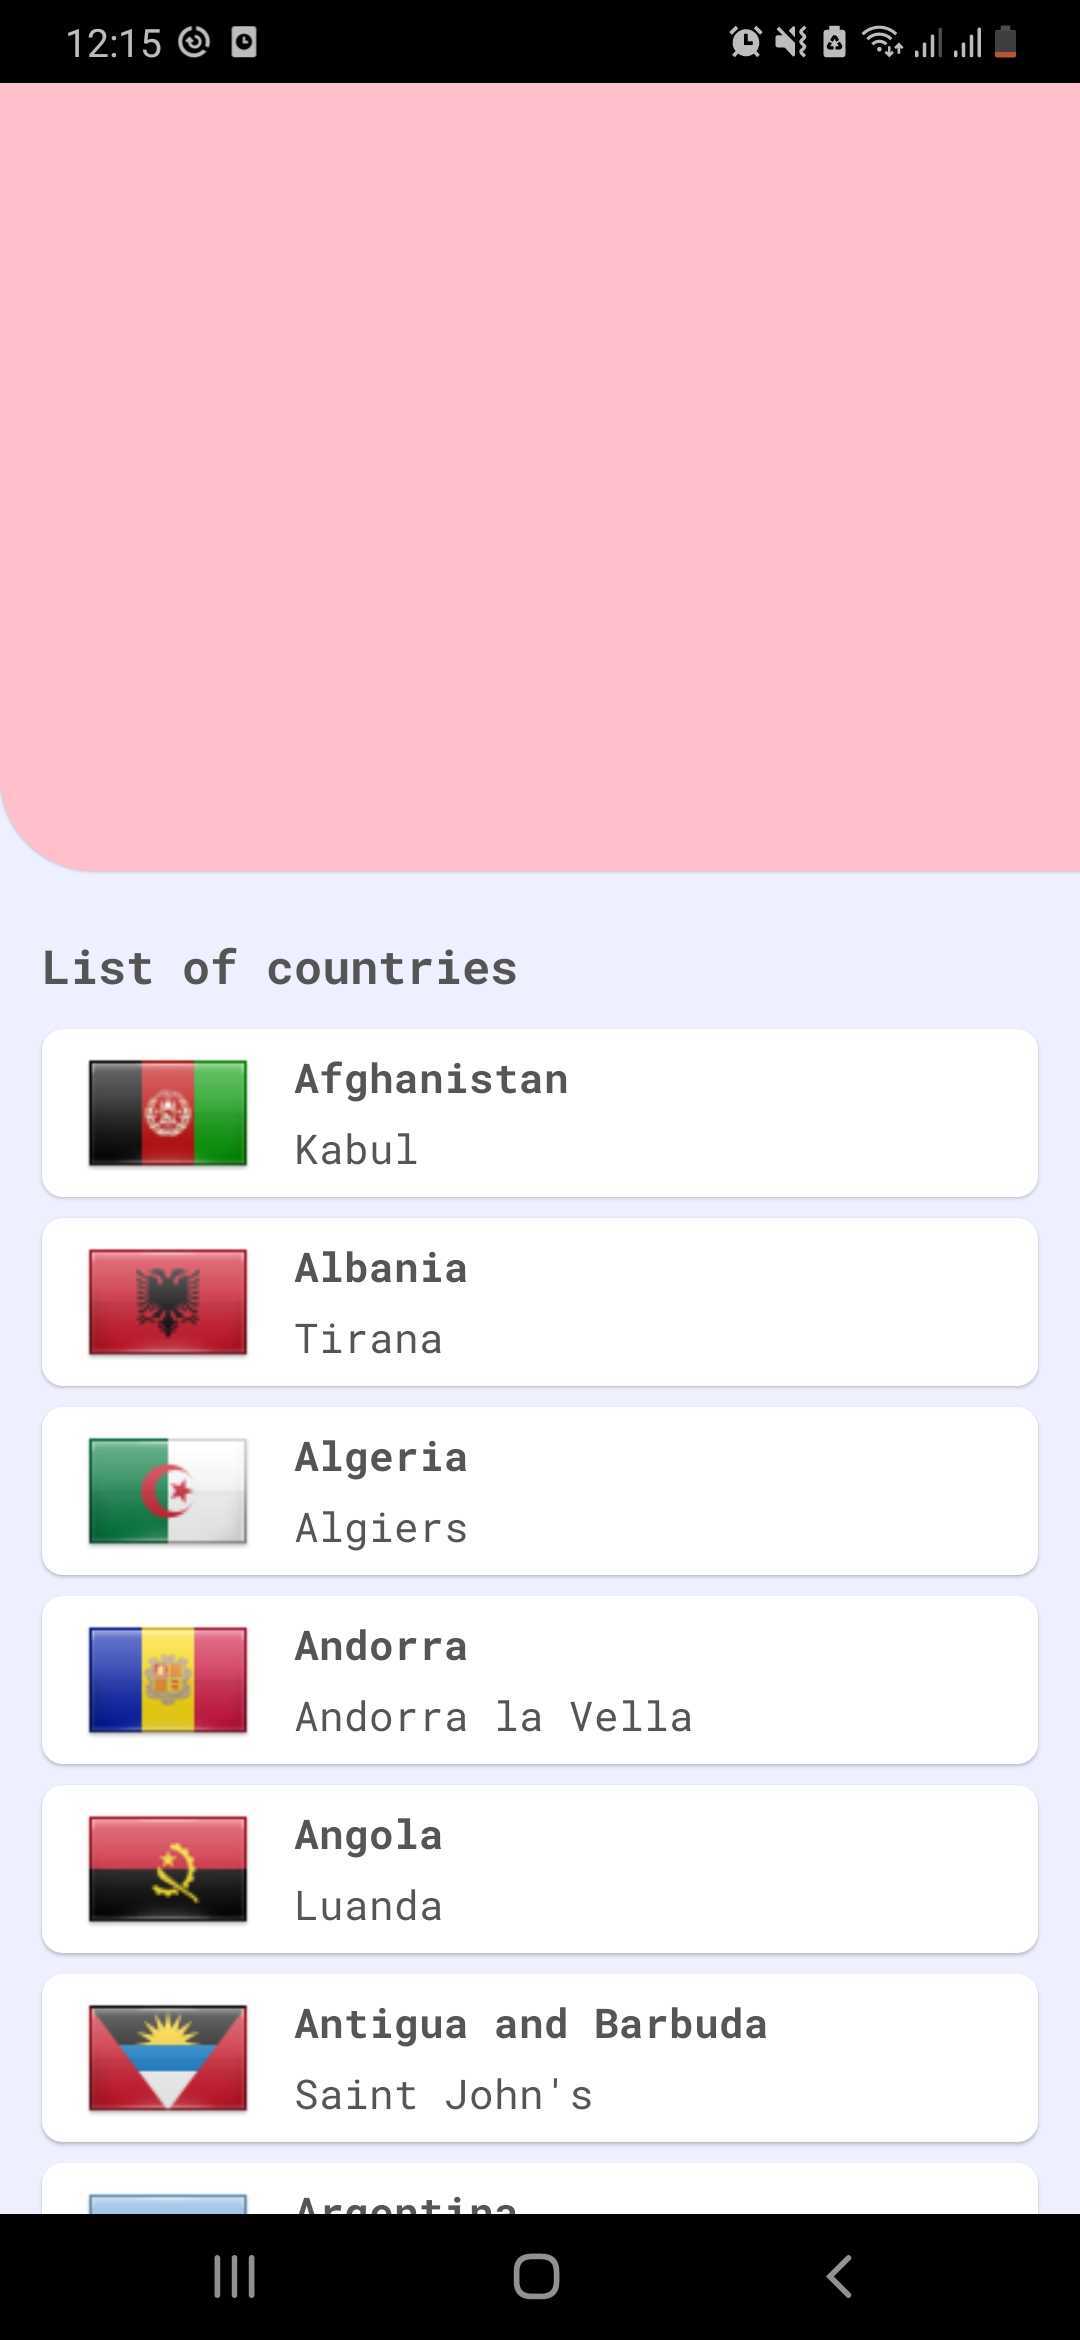 12:15
List of countries
Afghanistan
Kabul
Albania
Tirana
Algeria
Algiers
Andorra
Andorra la Vella
Angola
Luanda
Antigua and Barbuda
Saint John's
Argentina